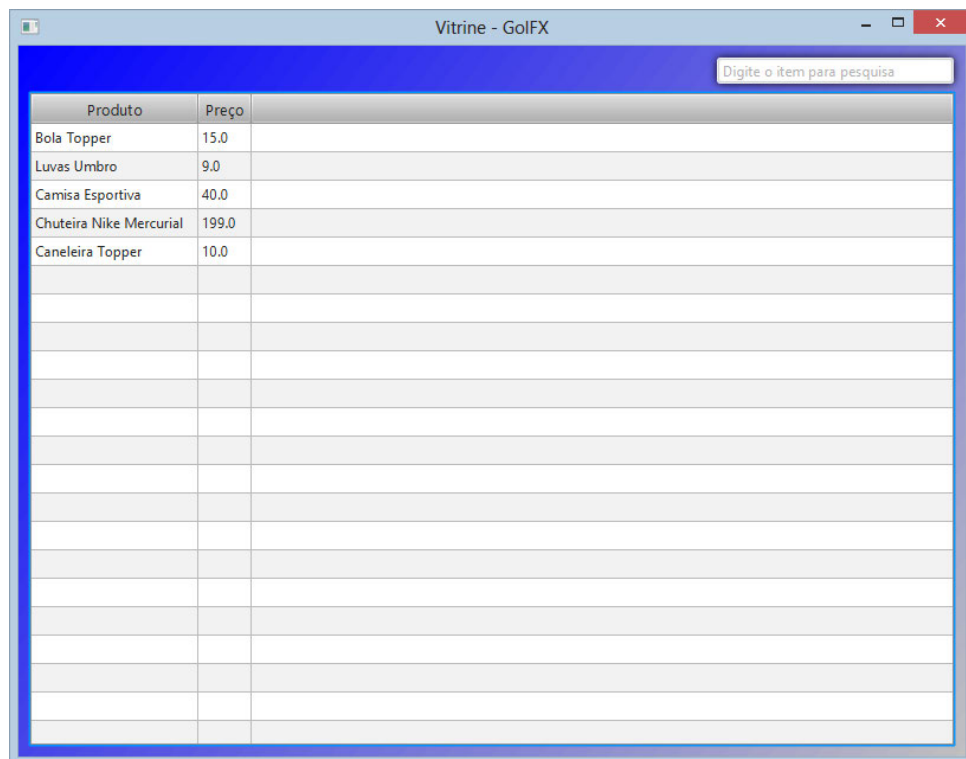 Vitrine - GolFX
Digite o item para pesquisa
Produto Preço
Bola Topper 15.0
Luvas Umbro 9.0
Camisa Esportiva 40.0
Chuteira Nike Mercurial 199.0
Caneleira Topper 10.0